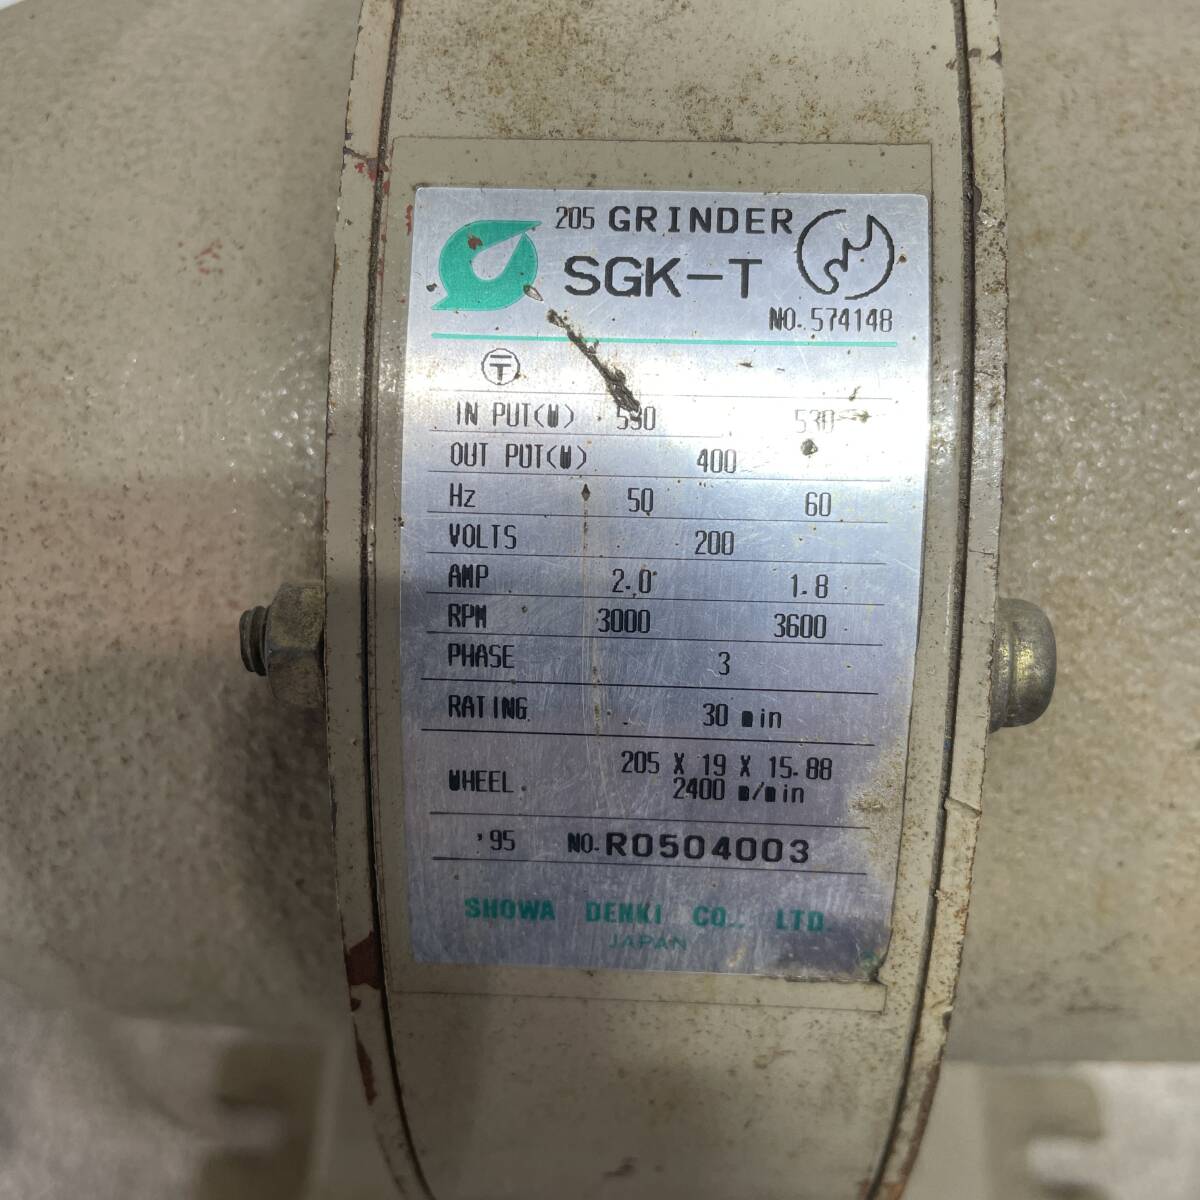 205 GRINDER
SGK-T
NO. 574148
〒
IN PUT(W) 530
OUT PUT(W) 400
Hz 50 60
VOLTS 200
AMP 2.0 1.8
RPM 3000 3600
PHASE 3
RATING 30 min
WHEEL 205 X 19 X 15.88
2400 m/min
'95 NO. R0504003
SHOWA DENKI CO., LTD.
JAPAN